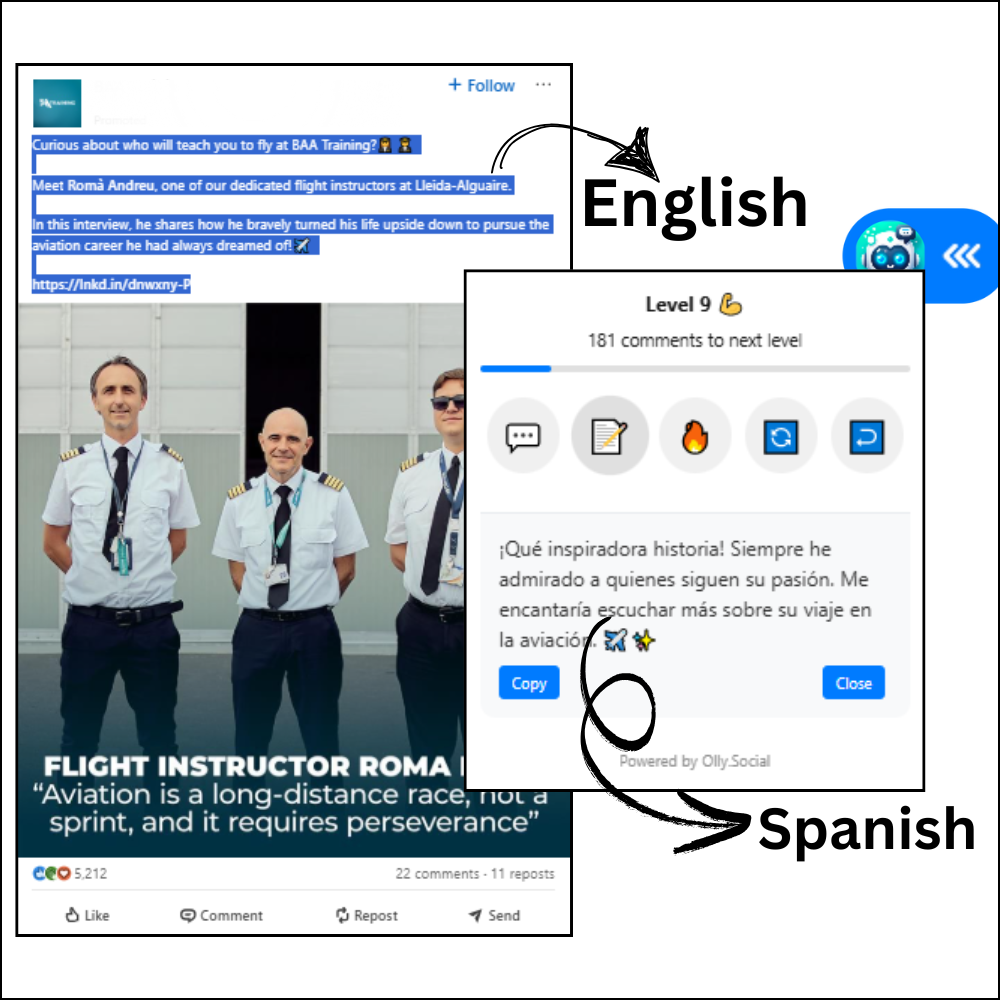 + Follow
TRAINING
Curious about who will teach you to fly at BAA Training?
Meet Romà Andreu, one of our dedicated flight instructors at Lleida-Alguaire.
In this interview, he shares how he bravely turned his life upside down to pursue the
aviation career he had always dreamed of!
https://lnkd.in/dnwxny-P
English
Level 9
181 comments to next level
¡Qué inspiradora historia! Siempre he
admirado a quienes siguen su pasión. Me
encantaría escuchar más sobre su viaje en
la aviación.
Copy
Close
Powered by Olly.Social
FLIGHT INSTRUCTOR ROMA
“Aviation is a long-distance race, not a
sprint, and it requires perseverance”
Spanish
5,212
22 comments · 11 reposts
Like
Comment
Repost
Send